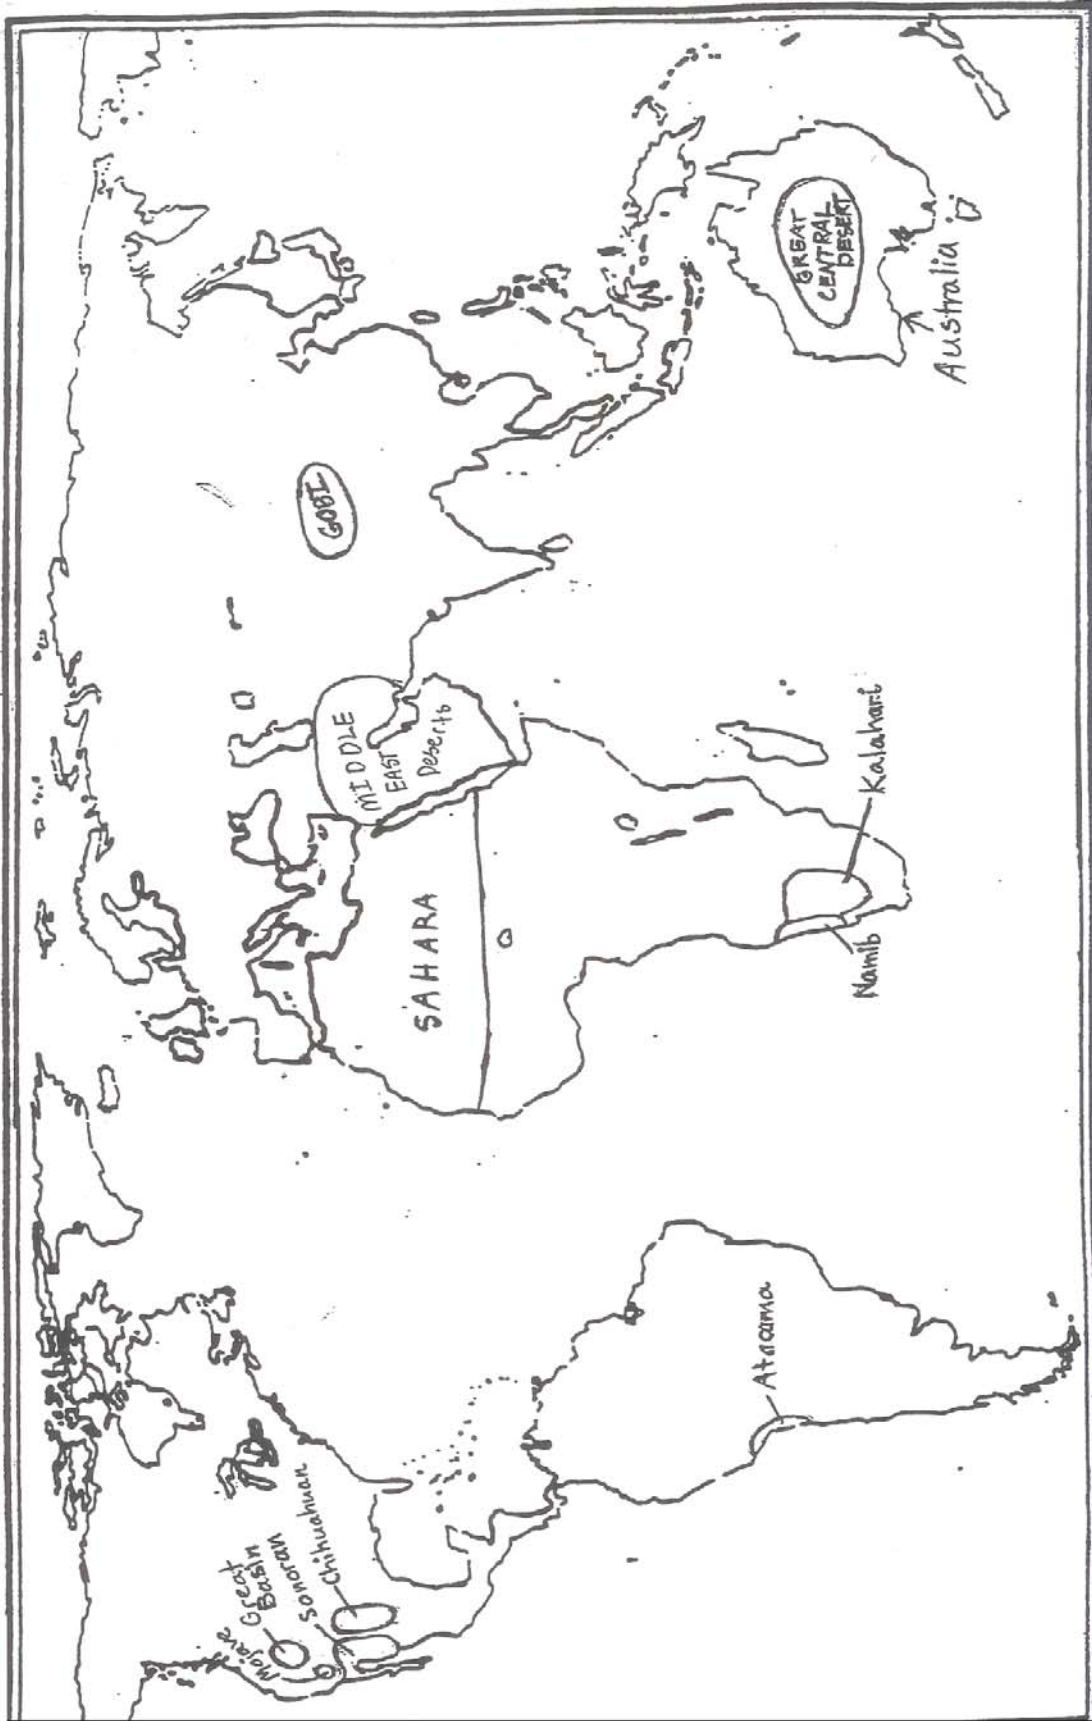 Mojave
Great
Basin
Sonoran
Chihuahuan
Atacama
SAHARA
MIDDLE
EAST
Deserts
Namib
Kalahari
GOBI
GREAT
CENTRAL
DESERT
Australia